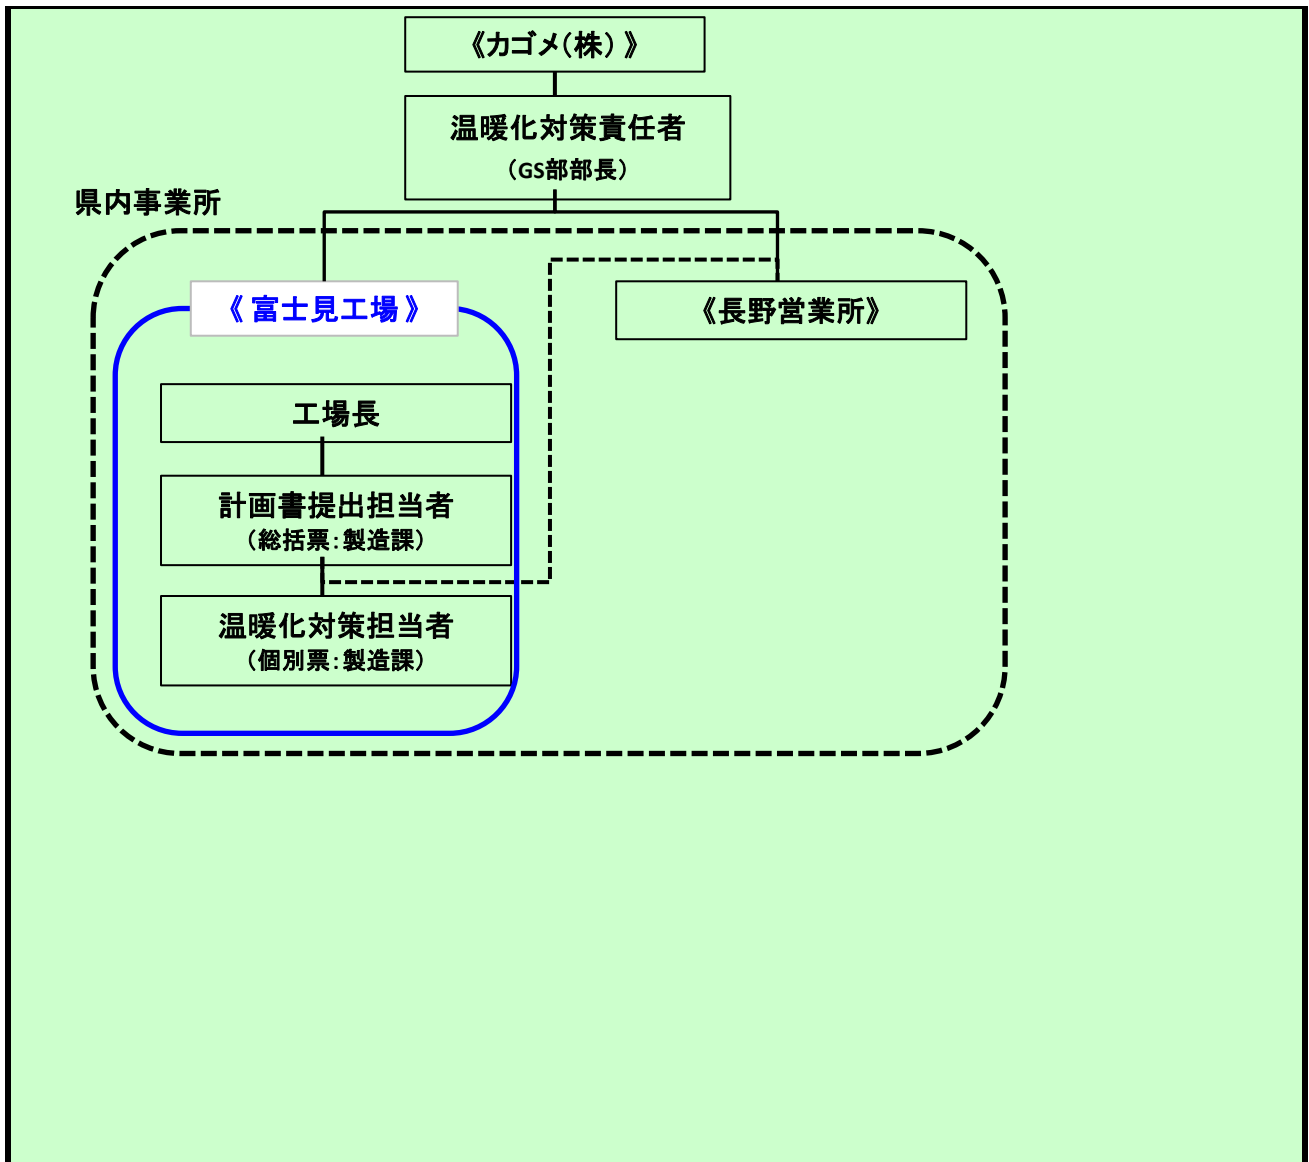 《カゴメ（株）》
温暖化対策責任者
（GS部部長）
県内事業所
《 富士見工場 》
《長野営業所》
工場長
計画書提出担当者
（総括票：製造課）
温暖化対策担当者
（個別票：製造課）